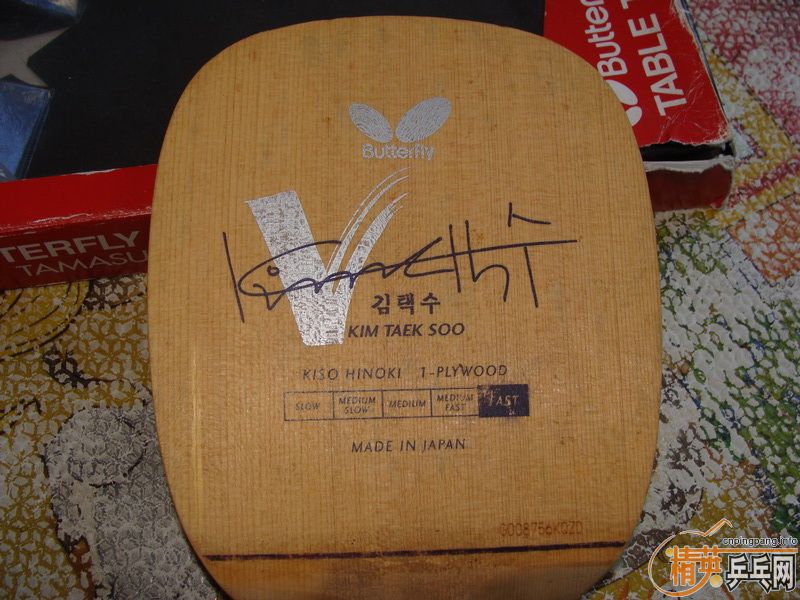 Butterfly
TABLE T
TERFLY
TAMASU
Butterfly
V
김택수
KIM TAEK SOO
KISO HINOKI 1-PLYWOOD
SLOW
MEDIUM SLOW
MEDIUM
MEDIUM FAST
FAST
MADE IN JAPAN
cnpingpang.info
精英乒乓网